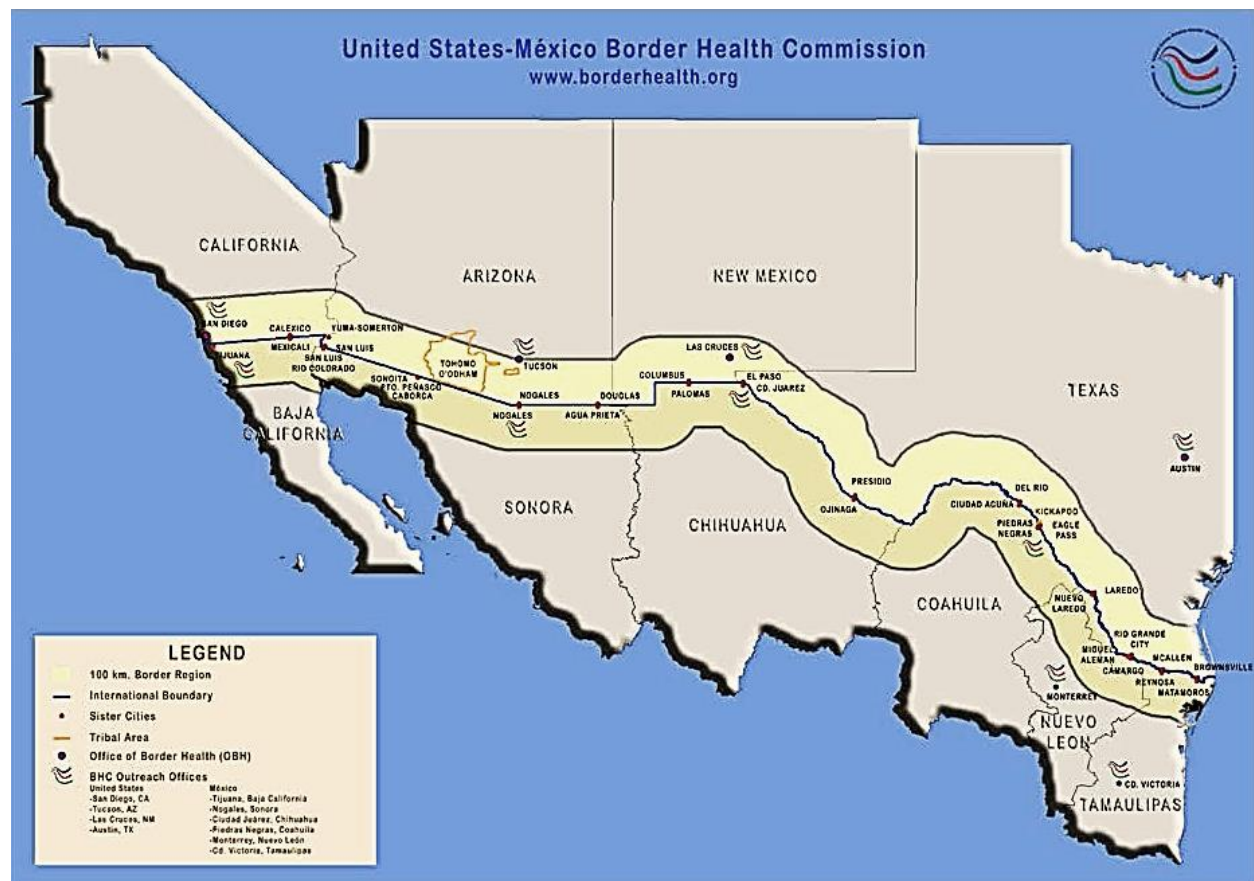 United States-México Border Health Commission
www.borderhealth.org
CALIFORNIA
ARIZONA
NEW MEXICO
TEXAS
SAN DIEGO
TIJUANA
CALEXICO
MEXICALI
YUMA-SOMERTON
SAN LUIS
SAN LUIS
RIO COLORADO
SONOITA
PTO. PEÑASCO
CABORCA
TOHOMO
O'ODHAM
TUCSON
NOGALES
NOGALES
DOUGLAS
AGUA PRIETA
COLUMBUS
PALOMAS
LAS CRUCES
EL PASO
CD. JUAREZ
PRESIDIO
OJINAGA
DEL RIO
CIUDAD ACUÑA
KICKAPOO
PIEDRAS
NEGRAS
EAGLE
PASS
AUSTIN
LAREDO
NUEVO
LAREDO
RIO GRANDE
CITY
MIGUEL
ALEMAN
CAMARGO
MCALLEN
REYNOSA
BROWNSVILLE
MATAMOROS
MONTERREY
CD. VICTORIA
BAJA
CALIFORNIA
SONORA
CHIHUAHUA
COAHUILA
NUEVO
LEON
TAMAULIPAS
LEGEND
100 km. Border Region
International Boundary
Sister Cities
Tribal Area
Office of Border Health (OBH)
BHC Outreach Offices
United States
-San Diego, CA
-Tucson, AZ
-Las Cruces, NM
-Austin, TX
México
-Tijuana, Baja California
-Nogales, Sonora
-Ciudad Juárez, Chihuahua
-Piedras Negras, Coahuila
-Monterrey, Nuevo León
-Cd. Victoria, Tamaulipas